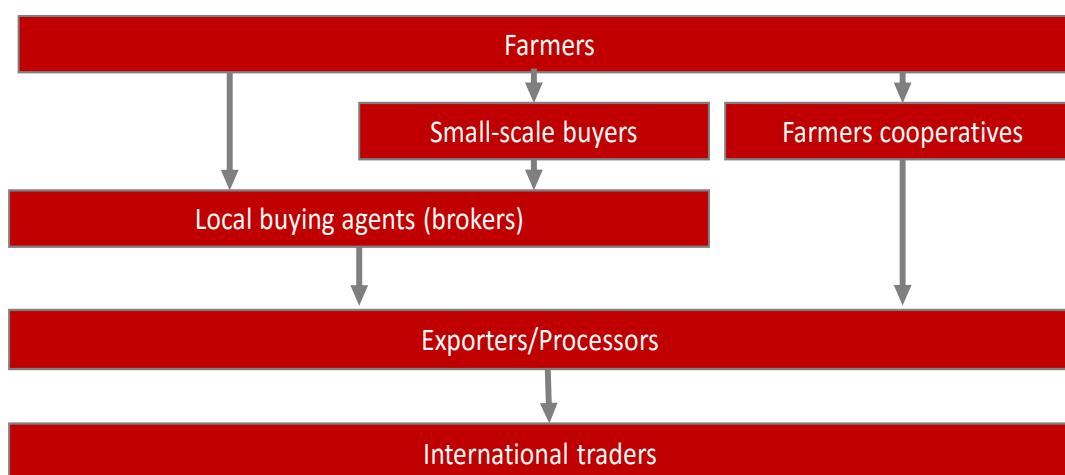 Farmers
Small-scale buyers
Farmers cooperatives
Local buying agents (brokers)
Exporters/Processors
International traders